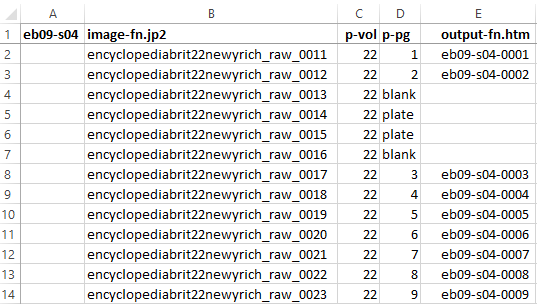 A B C D E
1 eb09-s04 image-fn.jp2 p-vol p-pg output-fn.htm
2 encyclopediabrit22newyrich_raw_0011 22 1 eb09-s04-0001
3 encyclopediabrit22newyrich_raw_0012 22 2 eb09-s04-0002
4 encyclopediabrit22newyrich_raw_0013 22 blank
5 encyclopediabrit22newyrich_raw_0014 22 plate
6 encyclopediabrit22newyrich_raw_0015 22 plate
7 encyclopediabrit22newyrich_raw_0016 22 blank
8 encyclopediabrit22newyrich_raw_0017 22 3 eb09-s04-0003
9 encyclopediabrit22newyrich_raw_0018 22 4 eb09-s04-0004
10 encyclopediabrit22newyrich_raw_0019 22 5 eb09-s04-0005
11 encyclopediabrit22newyrich_raw_0020 22 6 eb09-s04-0006
12 encyclopediabrit22newyrich_raw_0021 22 7 eb09-s04-0007
13 encyclopediabrit22newyrich_raw_0022 22 8 eb09-s04-0008
14 encyclopediabrit22newyrich_raw_0023 22 9 eb09-s04-0009